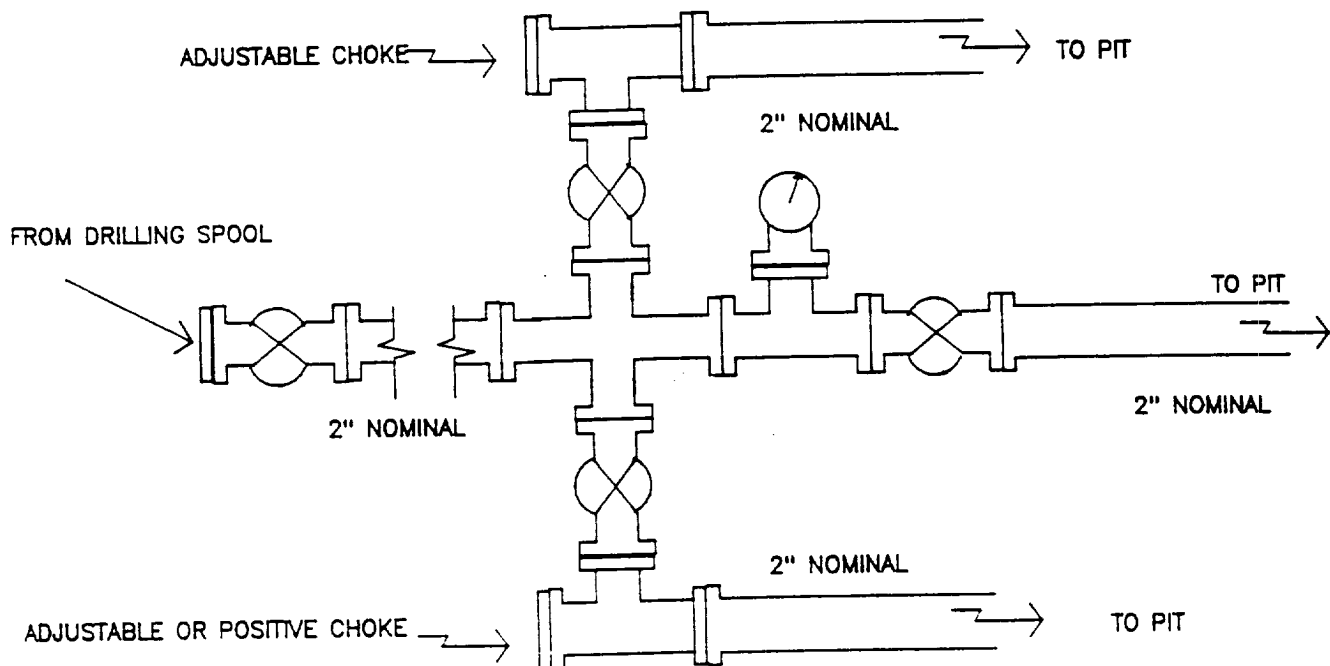 ADJUSTABLE CHOKE
TO PIT
2" NOMINAL
FROM DRILLING SPOOL
TO PIT
2" NOMINAL
2" NOMINAL
2" NOMINAL
ADJUSTABLE OR POSITIVE CHOKE
TO PIT